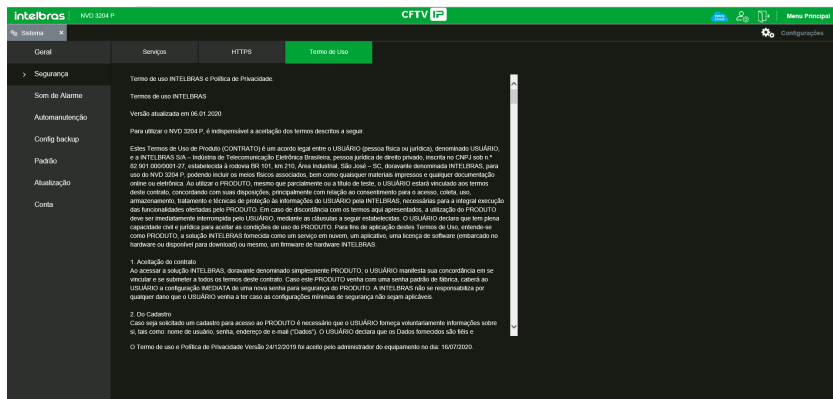 intelbras NVD 3204 P CFTV IP Menu Principal
Sistema × Configurações
Geral
Segurança
Som de Alarme
Automanutenção
Config backup
Padrão
Atualização
Conta
Serviços HTTPS Termo de Uso
Termo de uso INTELBRAS e Política de Privacidade.
Termos de uso INTELBRAS
Versão atualizada em 06.01.2020
Para utilizar o NVD 3204 P, é indispensável a aceitação dos termos descritos a seguir.
Estes Termos de Uso de Produto (CONTRATO) é um acordo legal entre o USUÁRIO (pessoa física ou jurídica), denominado USUÁRIO,
e a INTELBRAS S/A – Indústria de Telecomunicação Eletrônica Brasileira, pessoa jurídica de direito privado, inscrita no CNPJ sob n.º
82.901.000/0001-27, estabelecida à rodovia BR 101, km 210, Área Industrial, São José – SC, doravante denominada INTELBRAS, para
uso do NVD 3204 P, podendo incluir os meios físicos associados, bem como quaisquer materiais impressos e qualquer documentação
online ou eletrônica. Ao utilizar o PRODUTO, mesmo que parcialmente ou a título de teste, o USUÁRIO estará vinculado aos termos
deste contrato, concordando com suas disposições, principalmente com relação ao consentimento para o acesso, coleta, uso,
armazenamento, tratamento e técnicas de proteção às informações do USUÁRIO pela INTELBRAS, necessárias para a integral execução
das funcionalidades ofertadas pelo PRODUTO. Em caso de discordância com os termos aqui apresentados, a utilização do PRODUTO
deve ser imediatamente interrompida pelo USUÁRIO, mediante as cláusulas a seguir estabelecidas. O USUÁRIO declara que tem plena
capacidade civil e jurídica para aceitar as condições de uso do PRODUTO. Para fins de aplicação destes Termos de Uso, entende-se
como PRODUTO, a solução INTELBRAS fornecida como um serviço em nuvem, um aplicativo, uma licença de software (embarcado no
hardware ou disponível para download) ou mesmo, um firmware de hardware INTELBRAS.
1. Aceitação do contrato
Ao acessar a solução INTELBRAS, doravante denominado simplesmente PRODUTO, o USUÁRIO manifesta sua concordância em se
vincular e se submeter a todos os termos deste contrato. Caso este PRODUTO venha com uma senha padrão de fábrica, caberá ao
USUÁRIO a configuração IMEDIATA de uma nova senha para segurança do PRODUTO. A INTELBRAS não se responsabiliza por
qualquer dano que o USUÁRIO venha a ter caso as configurações mínimas de segurança não sejam aplicáveis.
2. Do Cadastro
Caso seja solicitado um cadastro para acesso ao PRODUTO é necessário que o USUÁRIO forneça voluntariamente informações sobre
si, tais como: nome de usuário, senha, endereço de e-mail ("Dados"). O USUÁRIO declara que os Dados fornecidos são fiéis e
O Termo de uso e Política de Privacidade Versão 24/12/2019 foi aceito pelo administrador do equipamento no dia: 16/07/2020.